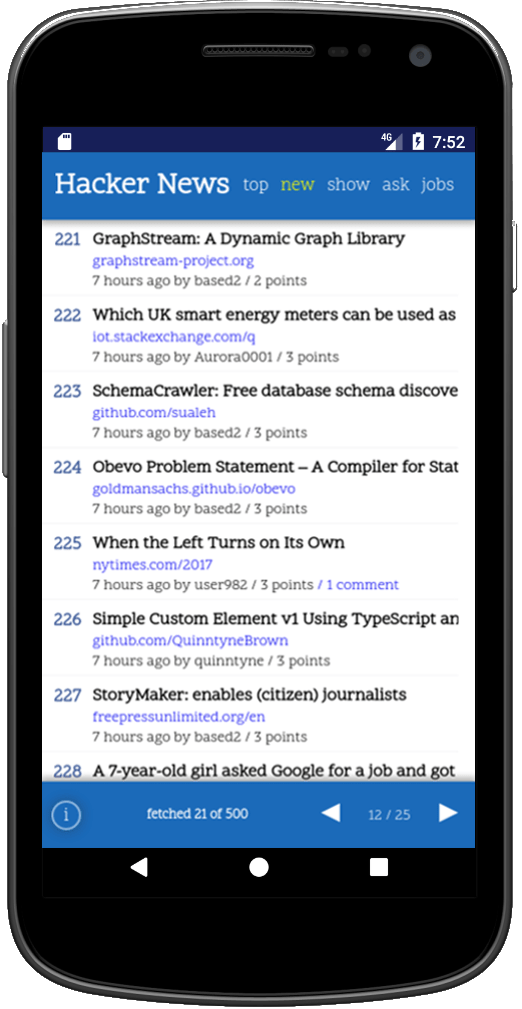 4G 7:52
Hacker News top new show ask jobs
221 GraphStream: A Dynamic Graph Library
graphstream-project.org
7 hours ago by based2 / 2 points
222 Which UK smart energy meters can be used as
iot.stackexchange.com/q
7 hours ago by Aurora0001 / 3 points
223 SchemaCrawler: Free database schema discove
github.com/sualeh
7 hours ago by based2 / 3 points
224 Obevo Problem Statement – A Compiler for Stat
goldmansachs.github.io/obevo
7 hours ago by based2 / 3 points
225 When the Left Turns on Its Own
nytimes.com/2017
7 hours ago by user982 / 3 points / 1 comment
226 Simple Custom Element v1 Using TypeScript an
github.com/QuinntyneBrown
7 hours ago by quinntyne / 3 points
227 StoryMaker: enables (citizen) journalists
freepressunlimited.org/en
7 hours ago by based2 / 3 points
228 A 7-year-old girl asked Google for a job and got
i fetched 21 of 500 12 / 25